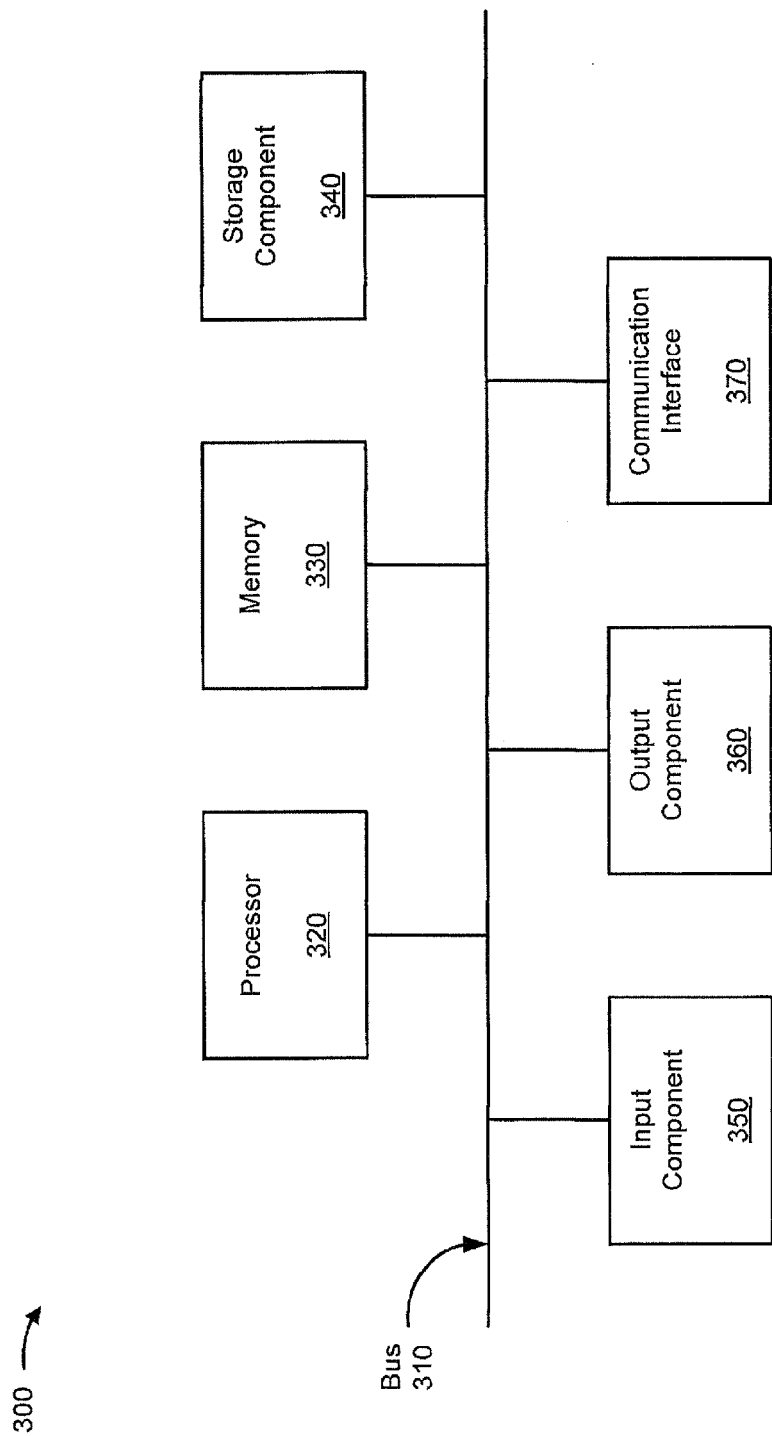 300
Processor
320
Memory
330
Storage
Component
340
Bus
310
Input
Component
350
Output
Component
360
Communication
Interface
370